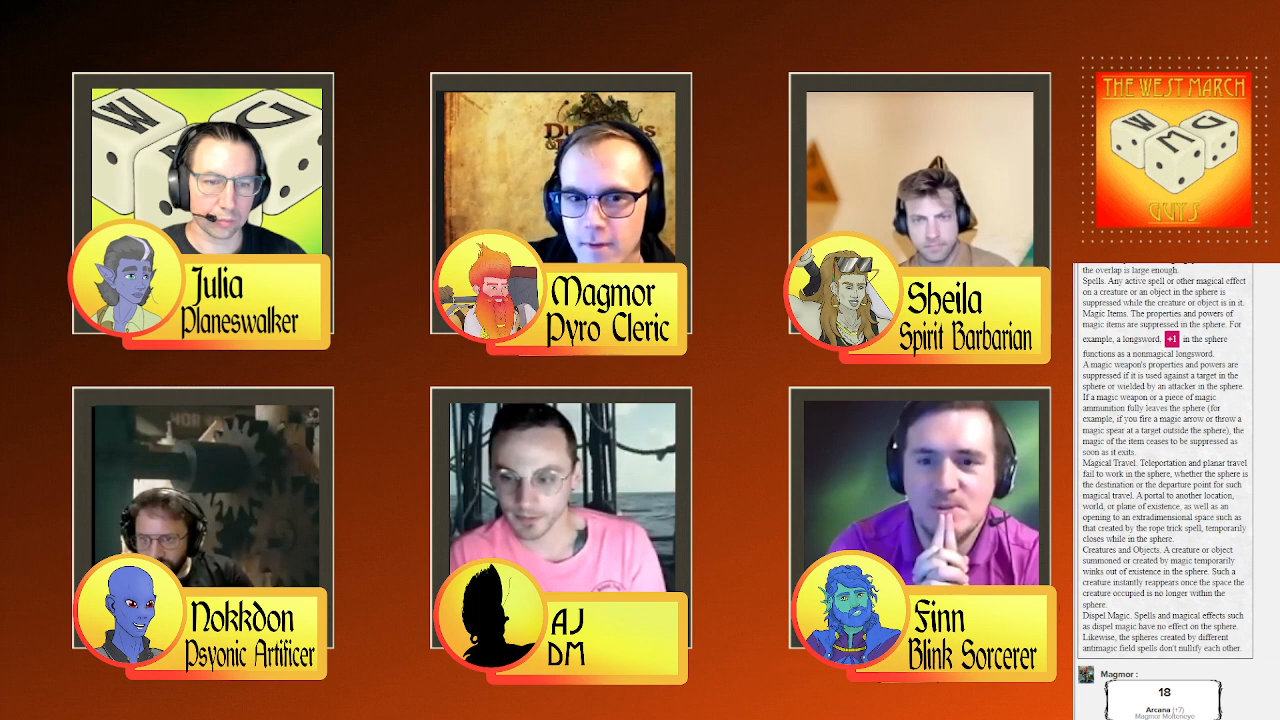 W
G
DU
S
&
THE WEST MARCH
W
M
G
GUYS
Julia
Planeswalker
Magmor
Pyro Cleric
Sheila
Spirit Barbarian
Nokkdon
Psyonic Artificer
AJ
DM
Finn
Blink Sorcerer
the overlap is large enough.
Spells. Any active spell or other magical effect
on a creature or an object in the sphere is
suppressed while the creature or object is in it.
Magic Items. The properties and powers of
magic items are suppressed in the sphere. For
example, a longsword, +1 in the sphere
functions as a nonmagical longsword.
A magic weapon's properties and powers are
suppressed if it is used against a target in the
sphere or wielded by an attacker in the sphere.
If a magic weapon or a piece of magic
ammunition fully leaves the sphere (for
example, if you fire a magic arrow or throw a
magic spear at a target outside the sphere), the
magic of the item ceases to be suppressed as
soon as it exits.
Magical Travel. Teleportation and planar travel
fail to work in the sphere, whether the sphere is
the destination or the departure point for such
magical travel. A portal to another location,
world, or plane of existence, as well as an
opening to an extradimensional space such as
that created by the rope trick spell, temporarily
closes while in the sphere.
Creatures and Objects. A creature or object
summoned or created by magic temporarily
winks out of existence in the sphere. Such a
creature instantly reappears once the space the
creature occupied is no longer within the
sphere.
Dispel Magic. Spells and magical effects such
as dispel magic have no effect on the sphere.
Likewise, the spheres created by different
antimagic field spells don't nullify each other.
Magmor :
18
Arcana (+7)
Magmor Molteneye